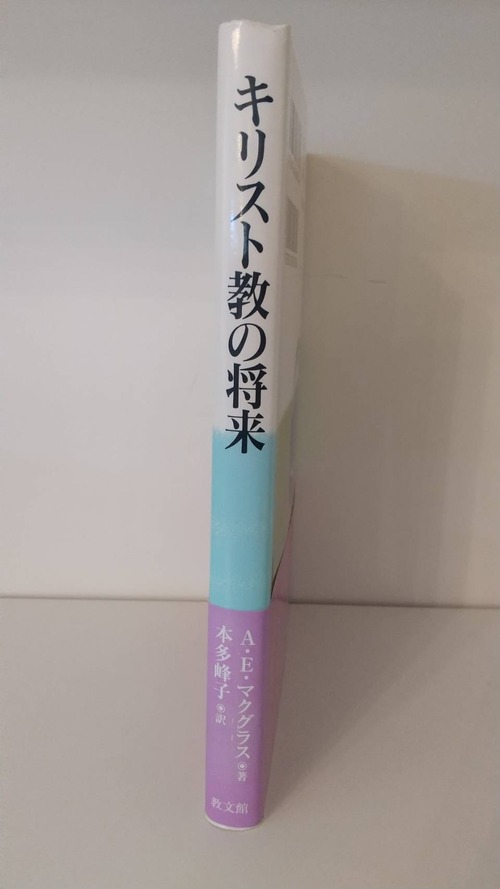 キリスト教の将来
A・E・マクグラス◉著
本多峰子◉訳
教文館